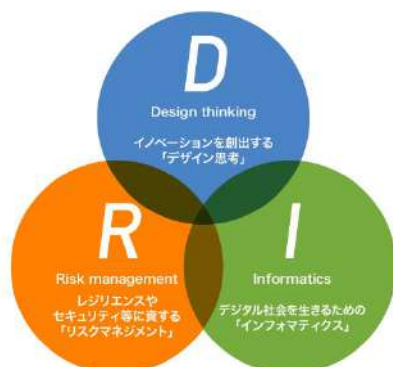 D
Design thinking
イノベーションを創出する
「デザイン思考」
R
Risk management
レジリエンスや
セキュリティ等に資する
「リスクマネジメント」
I
Informatics
デジタル社会を生きるための
「インフォマティクス」